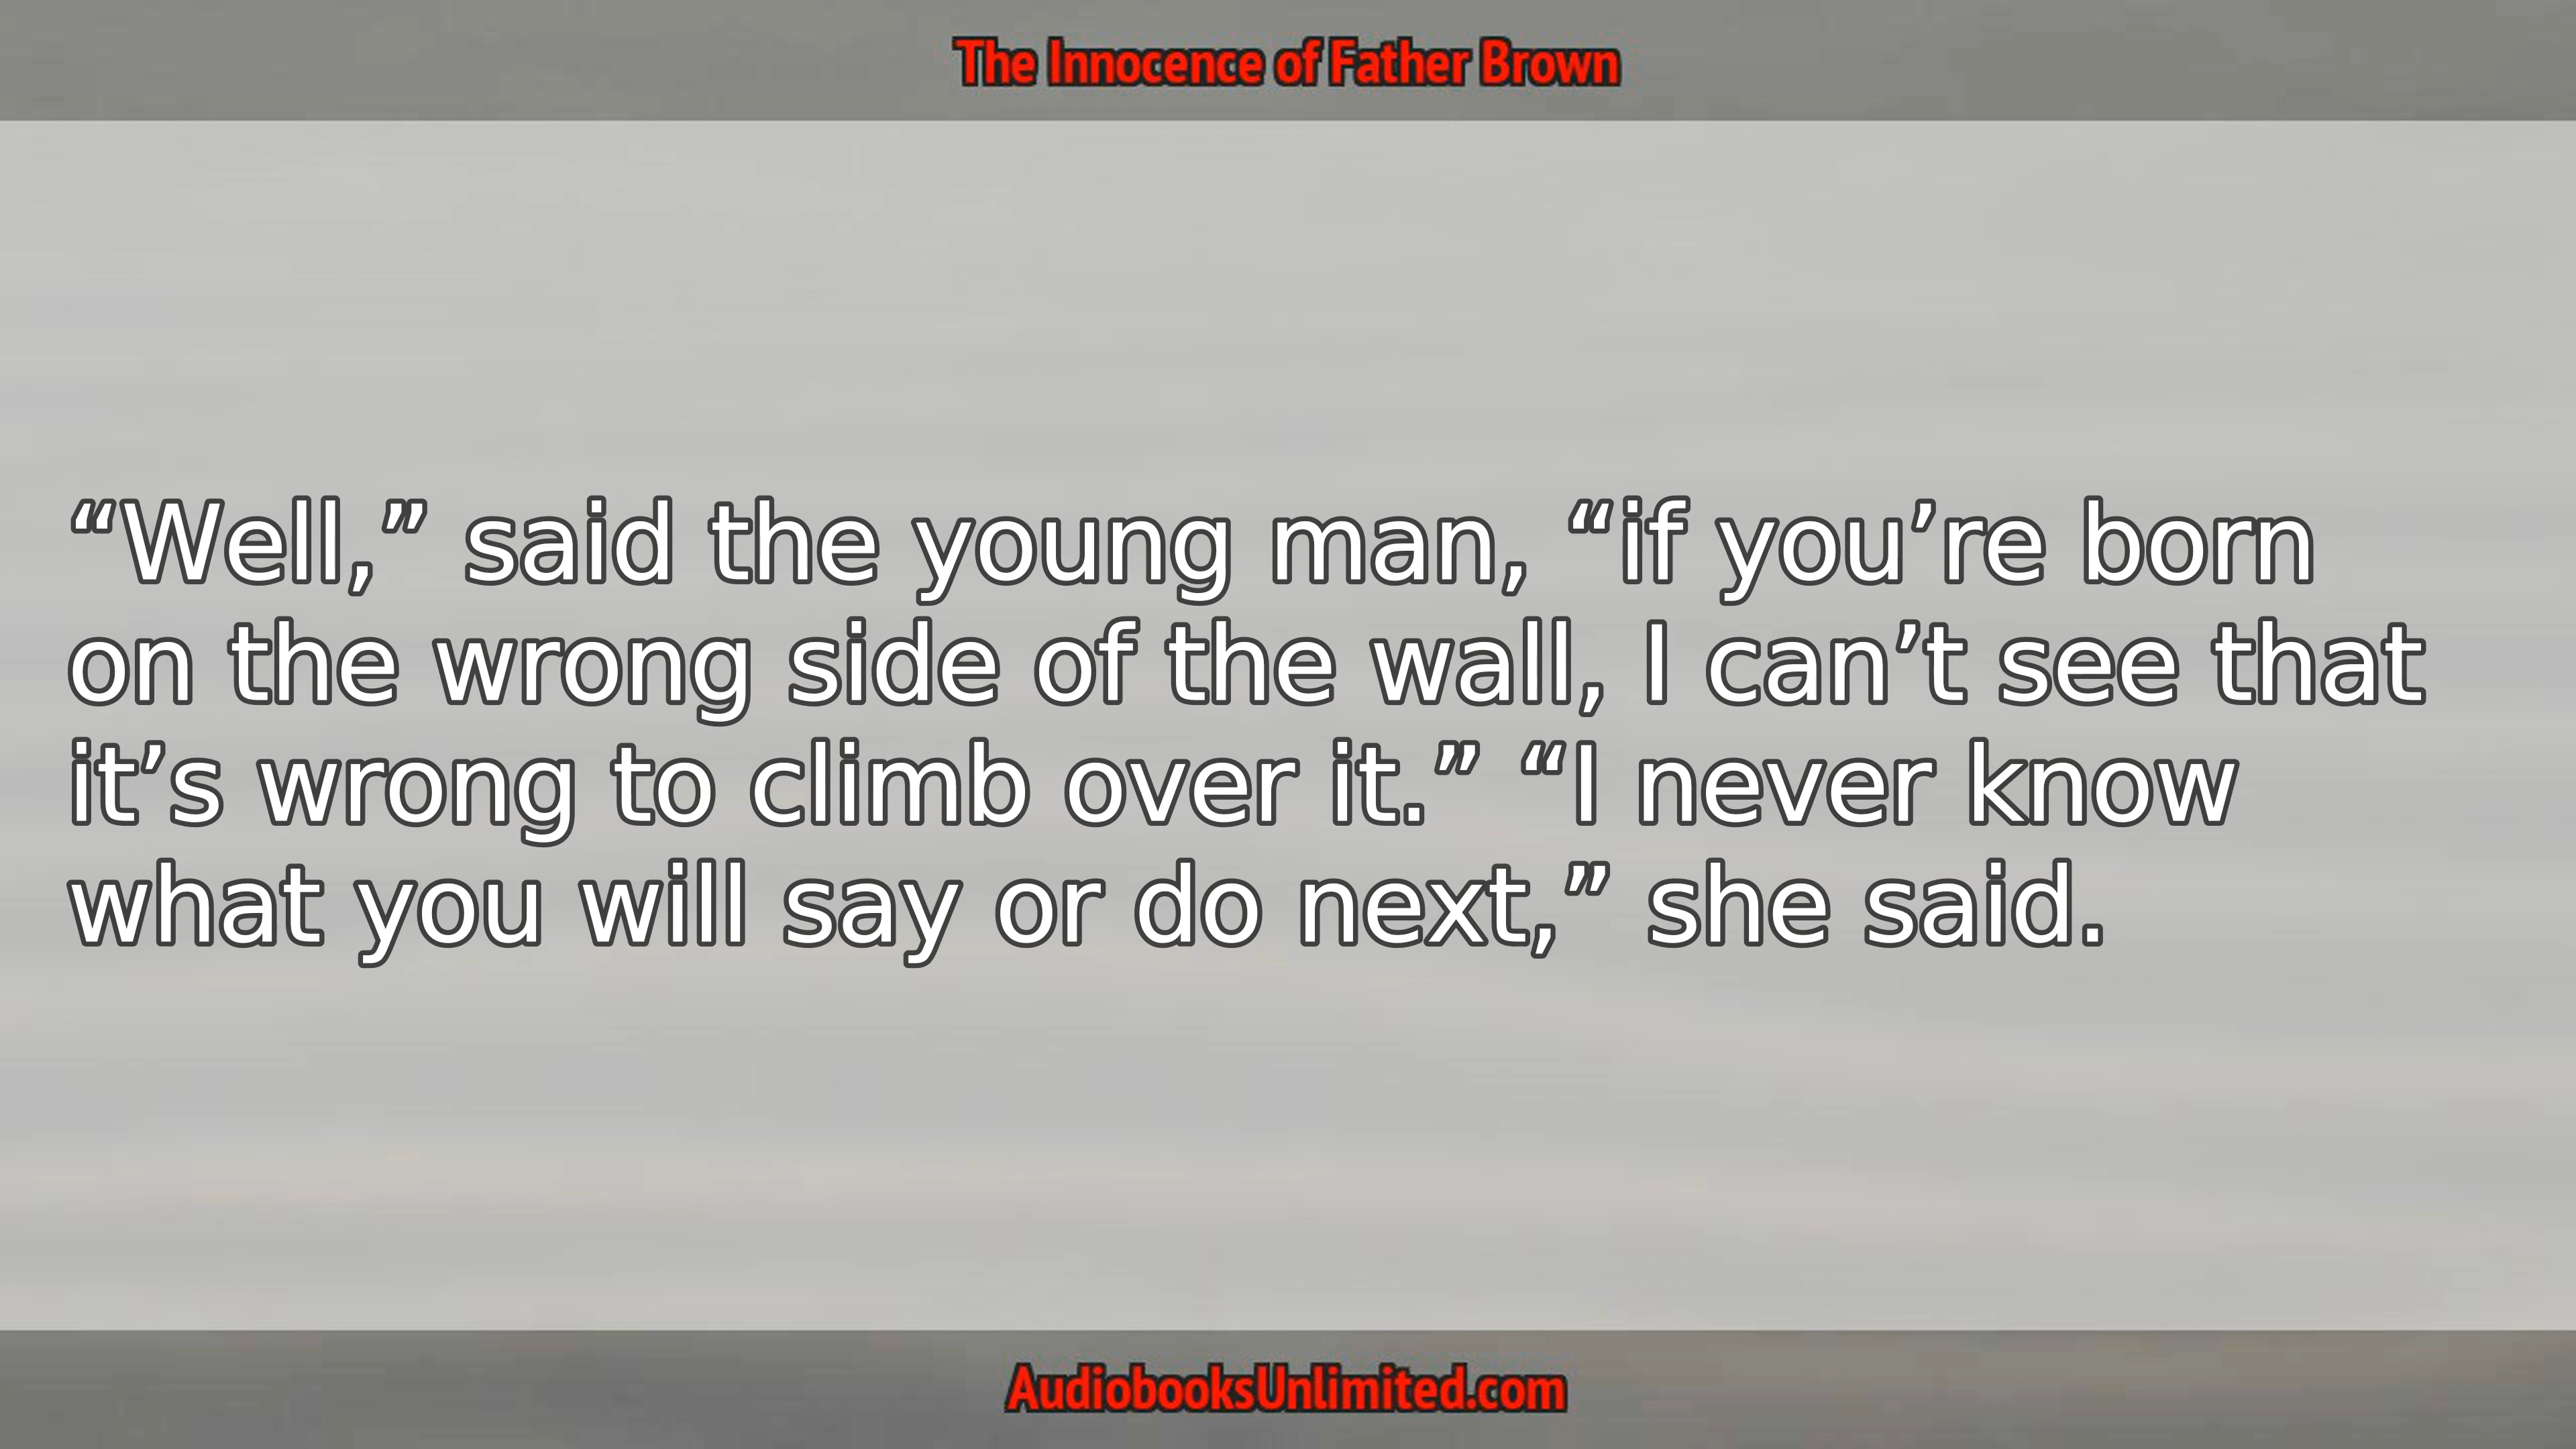 The Innocence of Father Brown
“Well,” said the young man, “if you’re born
on the wrong side of the wall, I can’t see that
it’s wrong to climb over it.” “I never know
what you will say or do next,” she said.
AudiobooksUnlimited.com